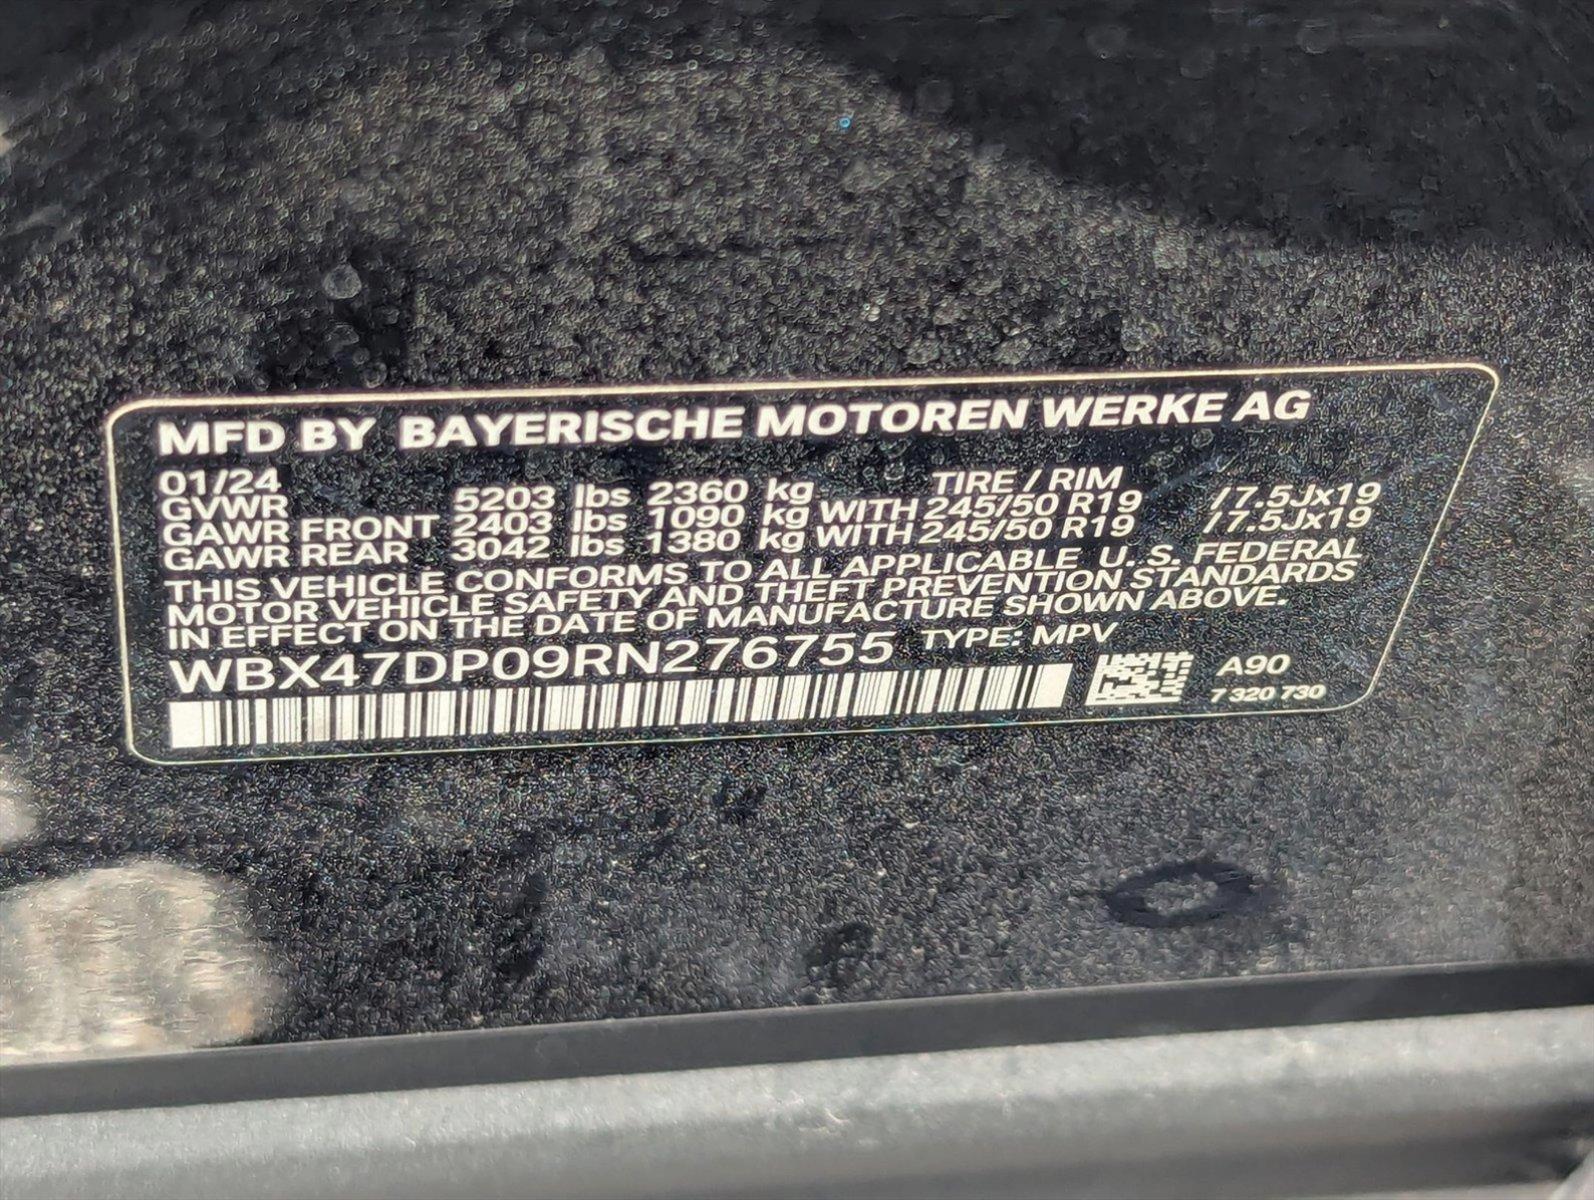 MFD BY BAYERISCHE MOTOREN WERKE AG
01/24 TIRE / RIM
GVWR 5203 lbs 2360 kg
GAWR FRONT 2403 lbs 1090 kg WITH 245/50 R19 / 7.5Jx19
GAWR REAR 3042 lbs 1380 kg WITH 245/50 R19 / 7.5Jx19
THIS VEHICLE CONFORMS TO ALL APPLICABLE U. S. FEDERAL
MOTOR VEHICLE SAFETY AND THEFT PREVENTION STANDARDS
IN EFFECT ON THE DATE OF MANUFACTURE SHOWN ABOVE.
WBX47DP09RN276755 TYPE: MPV
A90
7 320 730